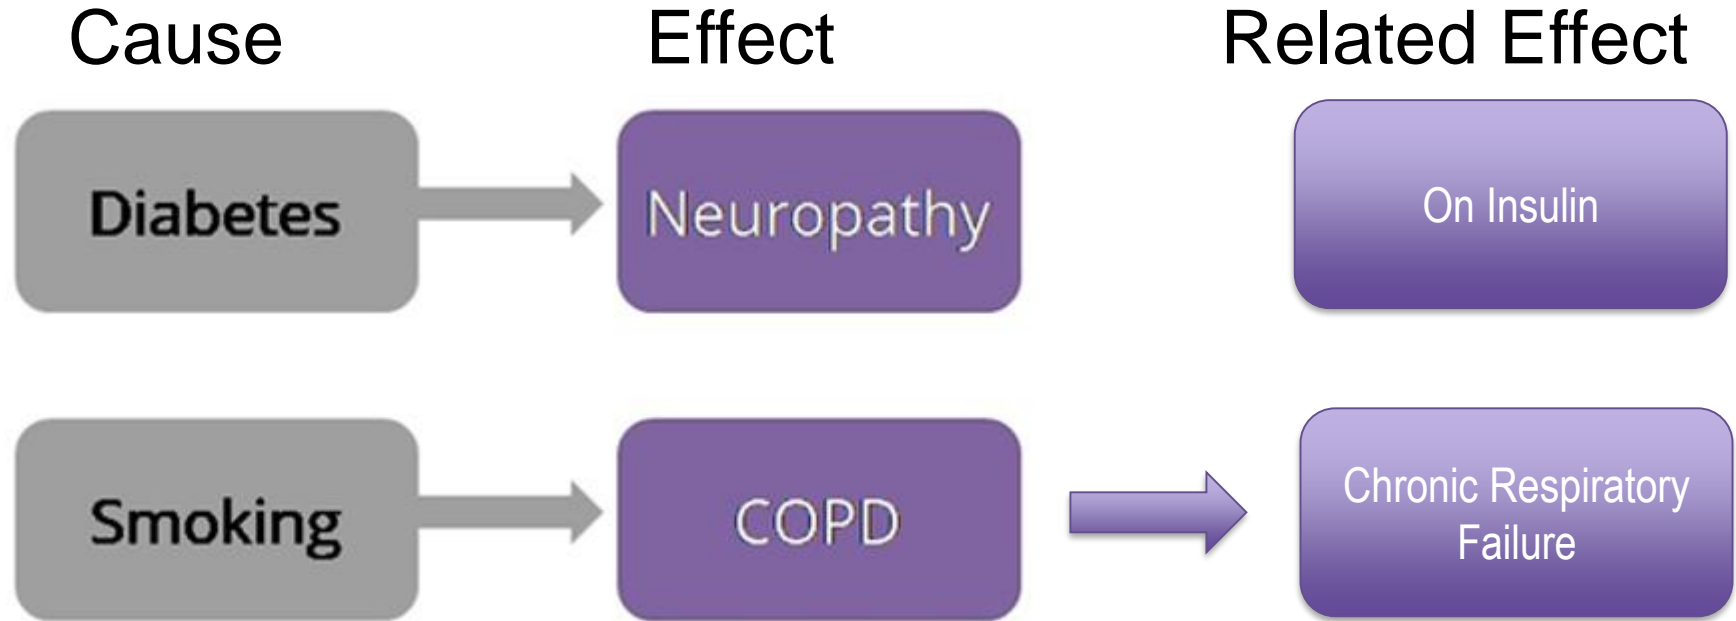 Cause Effect Related Effect
Diabetes Neuropathy On Insulin
Smoking COPD Chronic Respiratory
Failure